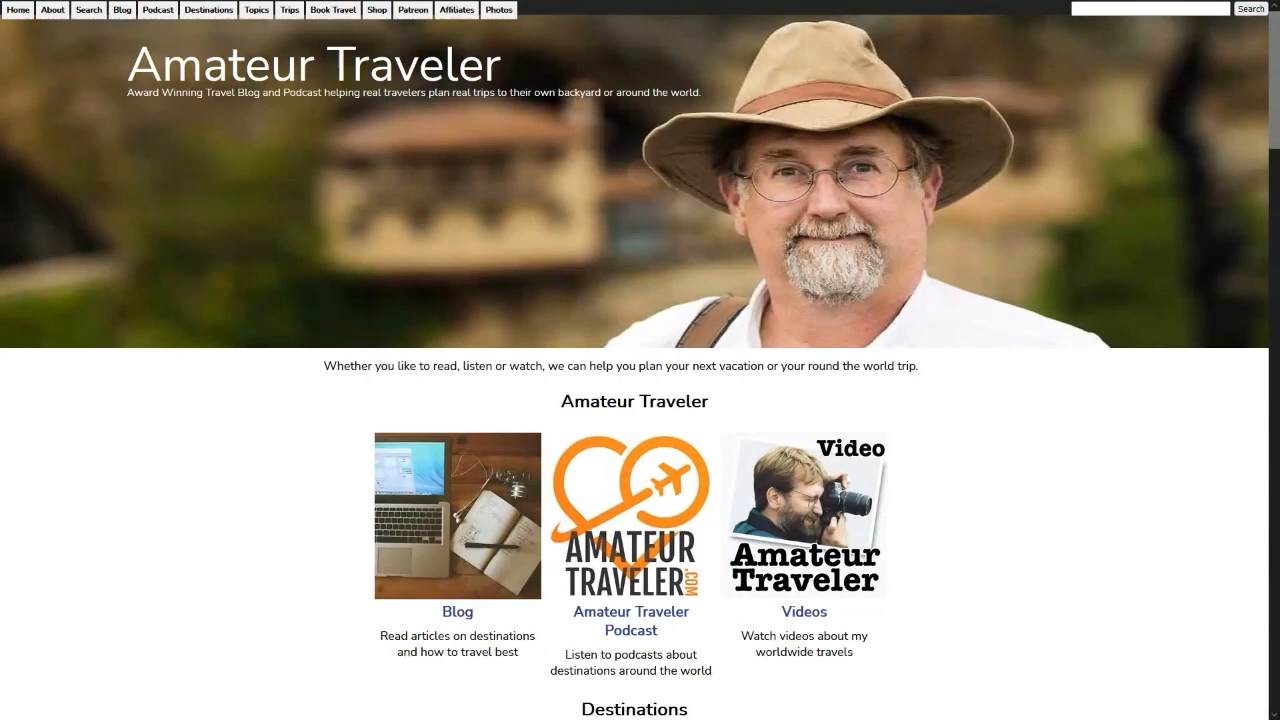 Home About Search Blog Podcast Destinations Topics Trips Book Travel Shop Patreon Affiliates Photos Search
Amateur Traveler
Award Winning Travel Blog and Podcast helping real travelers plan real trips to their own backyard or around the world.
Whether you like to read, listen or watch, we can help you plan your next vacation or your round the world trip.
Amateur Traveler
AMATEUR
TRAVELER.COM
Video
Amateur
Traveler
Blog
Read articles on destinations
and how to travel best
Amateur Traveler
Podcast
Listen to podcasts about
destinations around the world
Videos
Watch videos about my
worldwide travels
Destinations